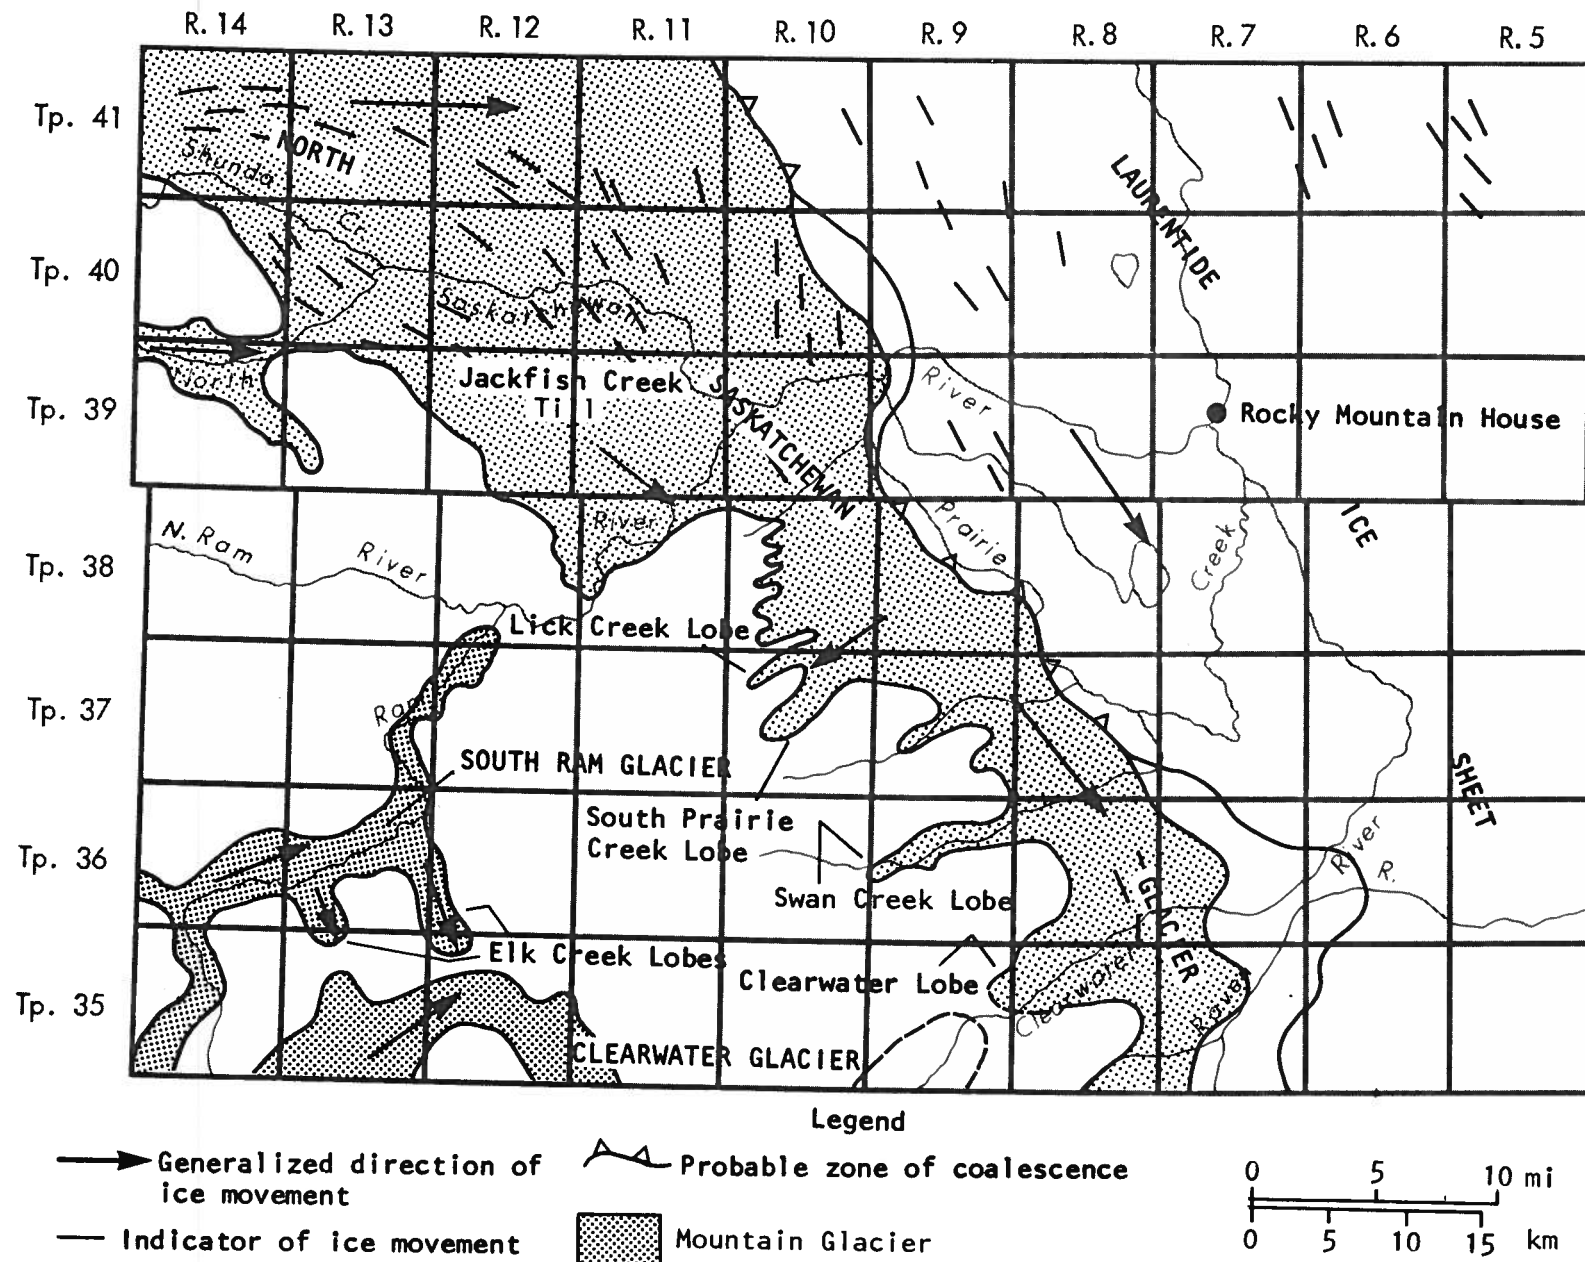 R. 14 R. 13 R. 12 R. 11 R. 10 R. 9 R. 8 R. 7 R. 6 R. 5
Tp. 41
NORTH
Shunda
Cr.
LAURENTIDE
Tp. 40
Saskatchewan
North
Jackfish Creek
Till
SASKATCHEWAN
River
Tp. 39
Rocky Mountain House
River
Prairie
ICE
N. Ram
River
Creek
Tp. 38
Lick Creek Lobe
Tp. 37
Ram
SOUTH RAM GLACIER
SHEET
South Prairie
Creek Lobe
River
R.
Tp. 36
Swan Creek Lobe
GLACIER
Elk Creek Lobes
Clearwater Lobe
Clearwater
Raven
Tp. 35
CLEARWATER GLACIER
Legend
Generalized direction of
ice movement
Probable zone of coalescence
Indicator of ice movement
Mountain Glacier
0 5 10 mi
0 5 10 15 km